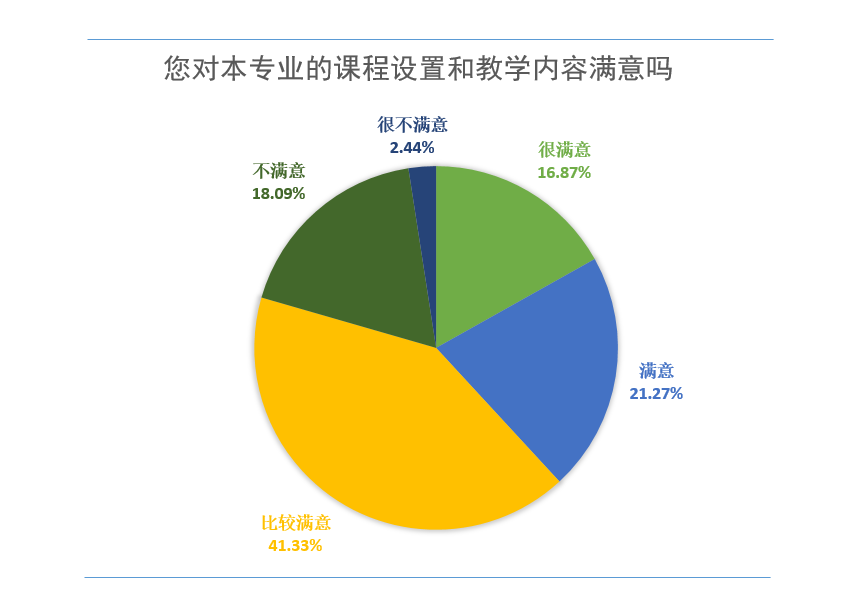 您对本专业的课程设置和教学内容满意吗
很不满意
2.44%
很满意
16.87%
不满意
18.09%
满意
21.27%
比较满意
41.33%